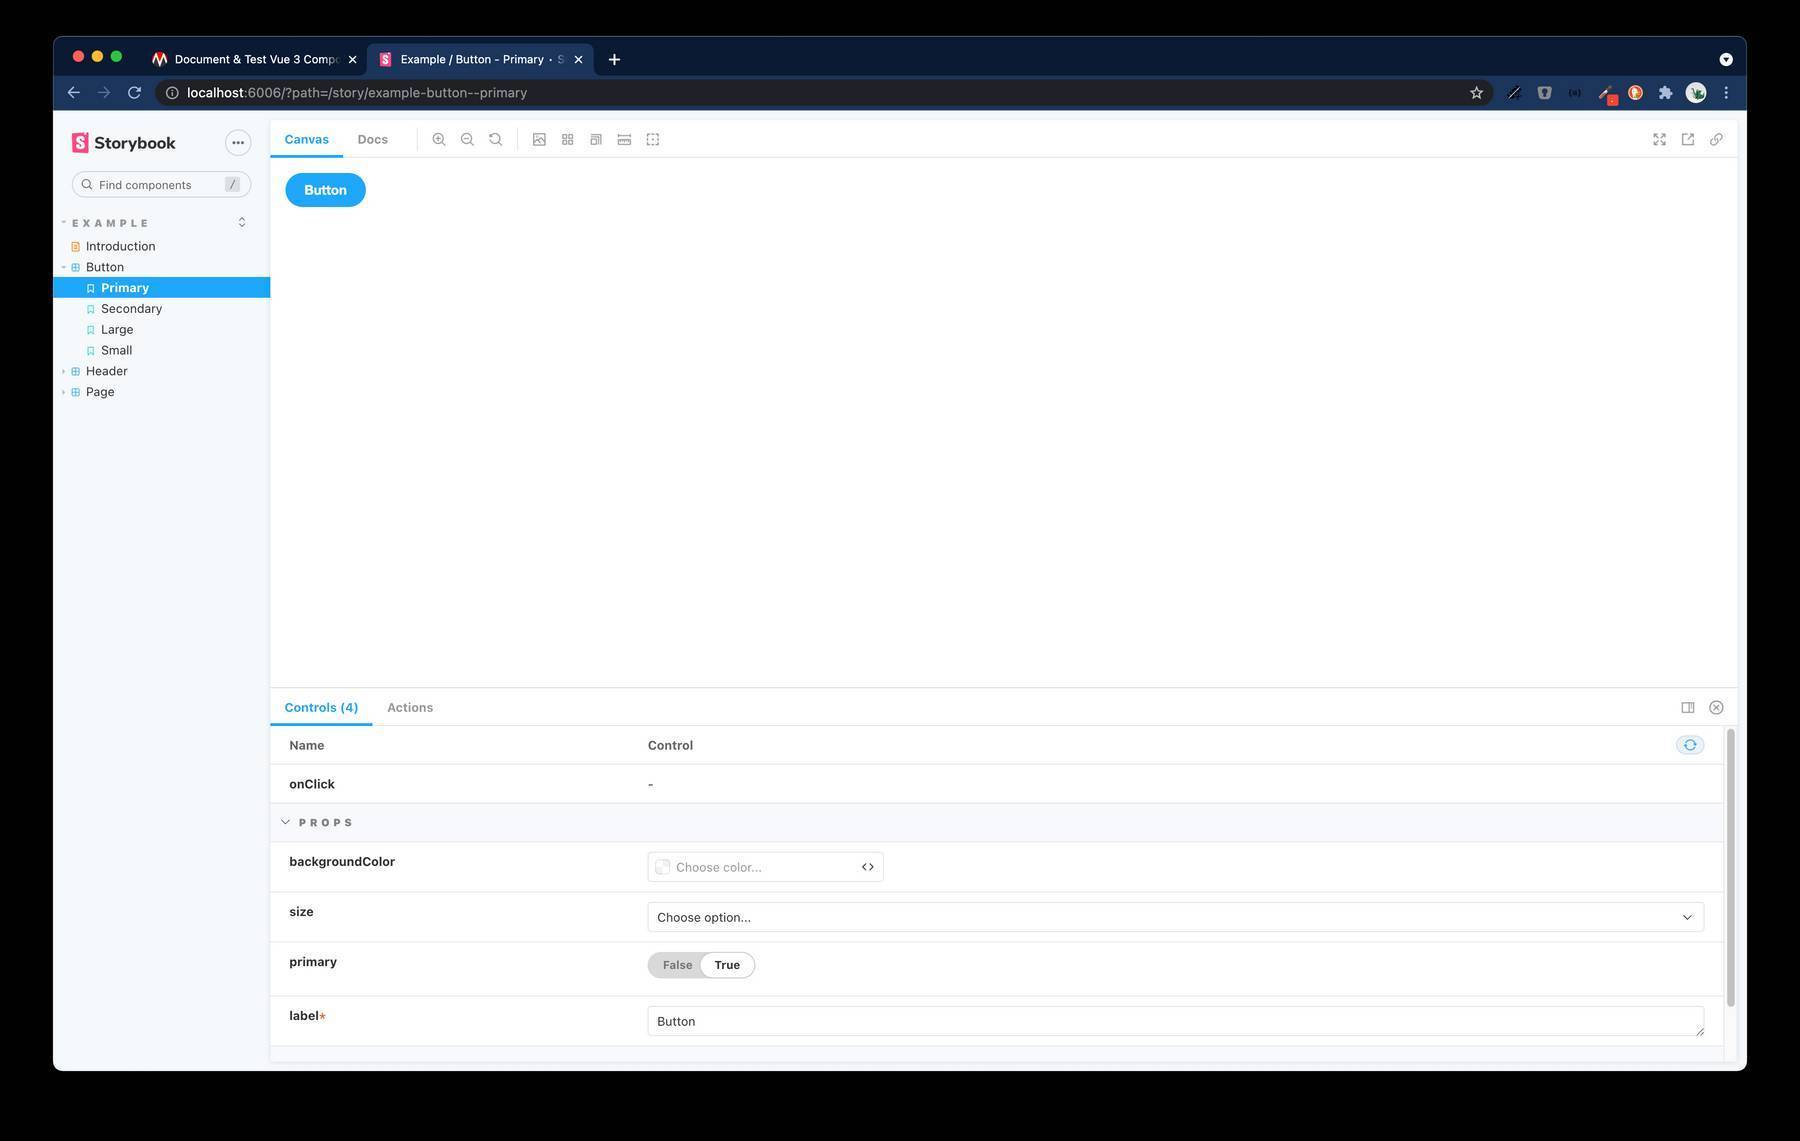 Document & Test Vue 3 Compo
Example / Button - Primary · S
localhost:6006/?path=/story/example-button--primary
Storybook
Canvas
Docs
Find components
/
Button
EXAMPLE
Introduction
Button
Primary
Secondary
Large
Small
Header
Page
Controls (4)
Actions
Name
Control
onClick
-
PROPS
backgroundColor
Choose color...
size
Choose option...
primary
False
True
label*
Button